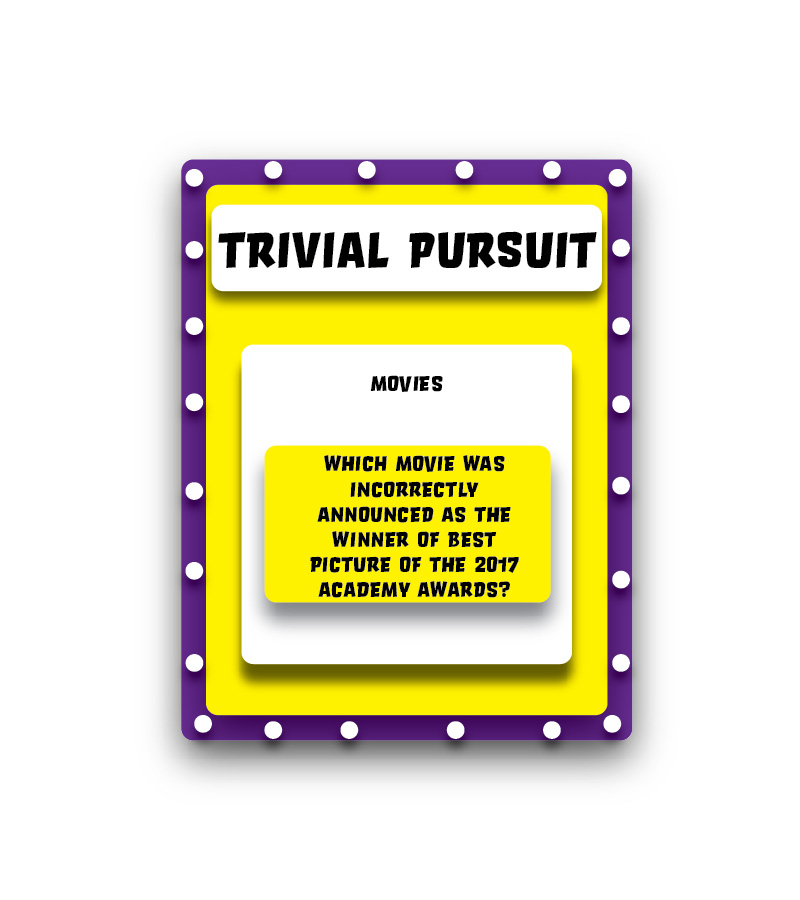 TRIVIAL PURSUIT
MOVIES
WHICH MOVIE WAS
INCORRECTLY
ANNOUNCED AS THE
WINNER OF BEST
PICTURE OF THE 2017
ACADEMY AWARDS?